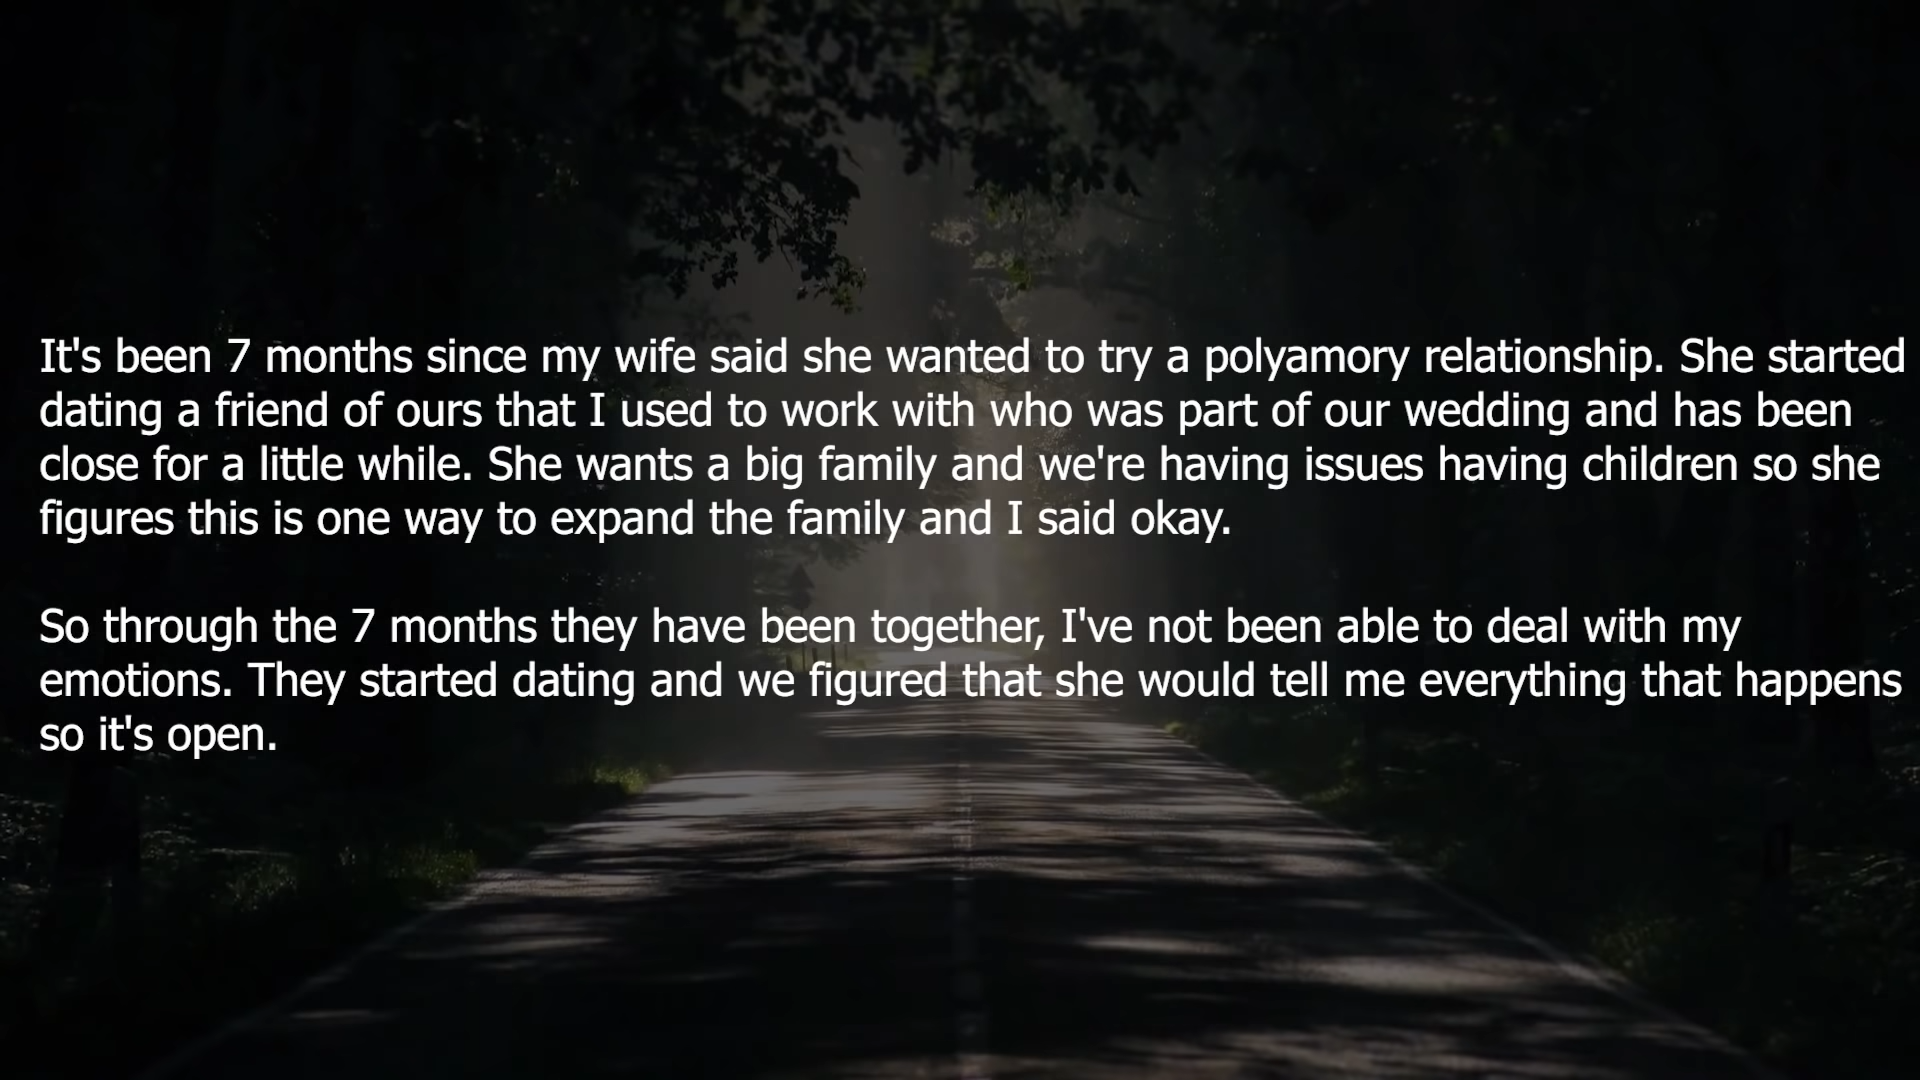 It's been 7 months since my wife said she wanted to try a polyamory relationship. She started
dating a friend of ours that I used to work with who was part of our wedding and has been
close for a little while. She wants a big family and we're having issues having children so she
figures this is one way to expand the family and I said okay.
So through the 7 months they have been together, I've not been able to deal with my
emotions. They started dating and we figured that she would tell me everything that happens
so it's open.